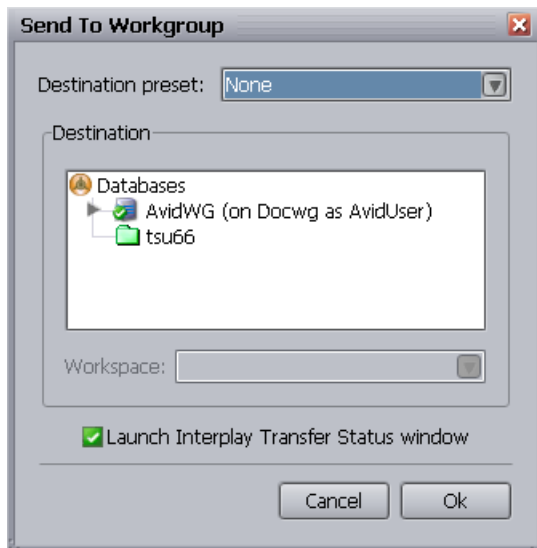 Send To Workgroup
Destination preset: None
Destination
Databases
AvidWG (on Docwg as AvidUser)
tsu66
Workspace:
Launch Interplay Transfer Status window
Cancel Ok